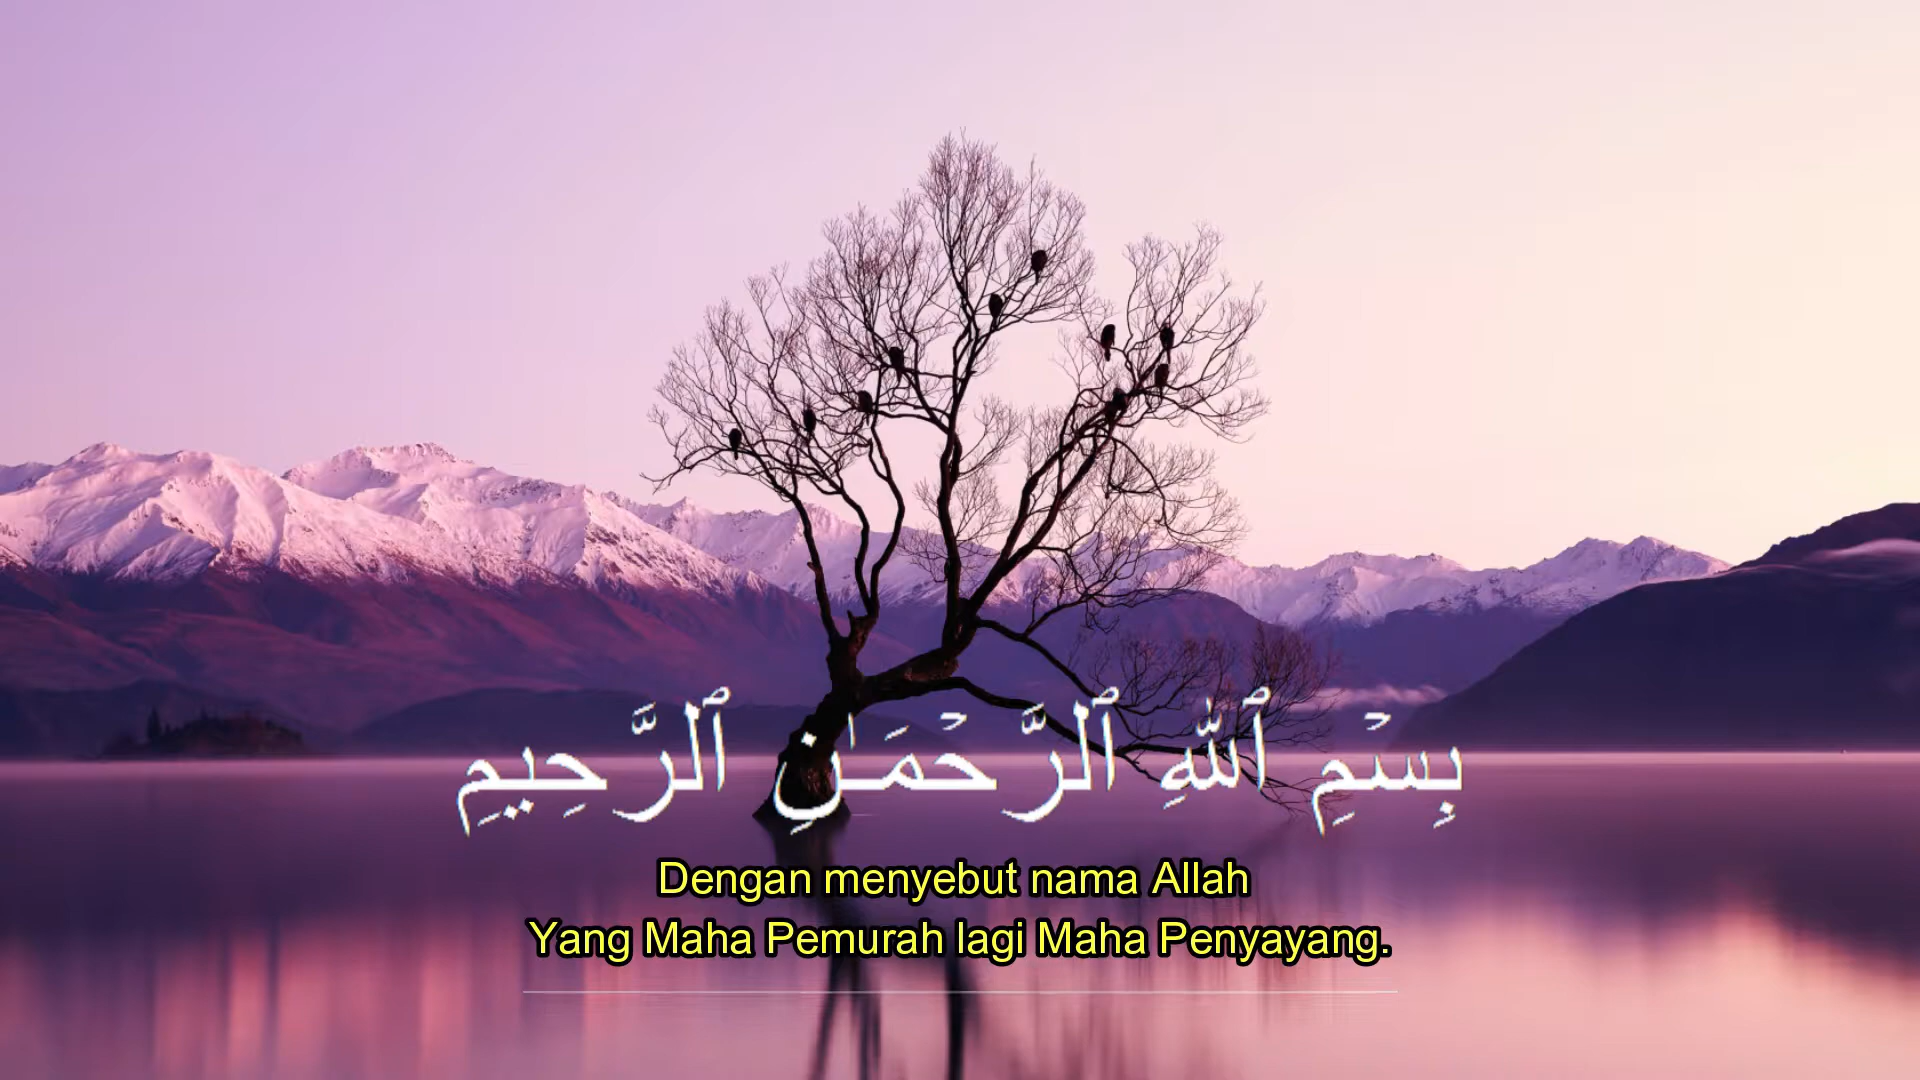 بِسْمِ ٱللَّهِ ٱلرَّحْمَـٰنِ ٱلرَّحِيمِ
Dengan menyebut nama Allah
Yang Maha Pemurah lagi Maha Penyayang.